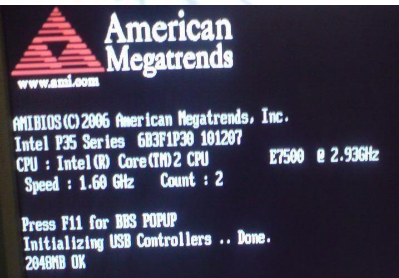 American
Megatrends
www.ami.com
AMIBIOS(C)2006 American Megatrends, Inc.
Intel P35 Series 6B3F1P30 101207
CPU : Intel(R) Core(TM)2 CPU E7500 @ 2.93GHz
Speed : 1.60 GHz Count : 2
Press F11 for BBS POPUP
Initializing USB Controllers .. Done.
2048MB OK